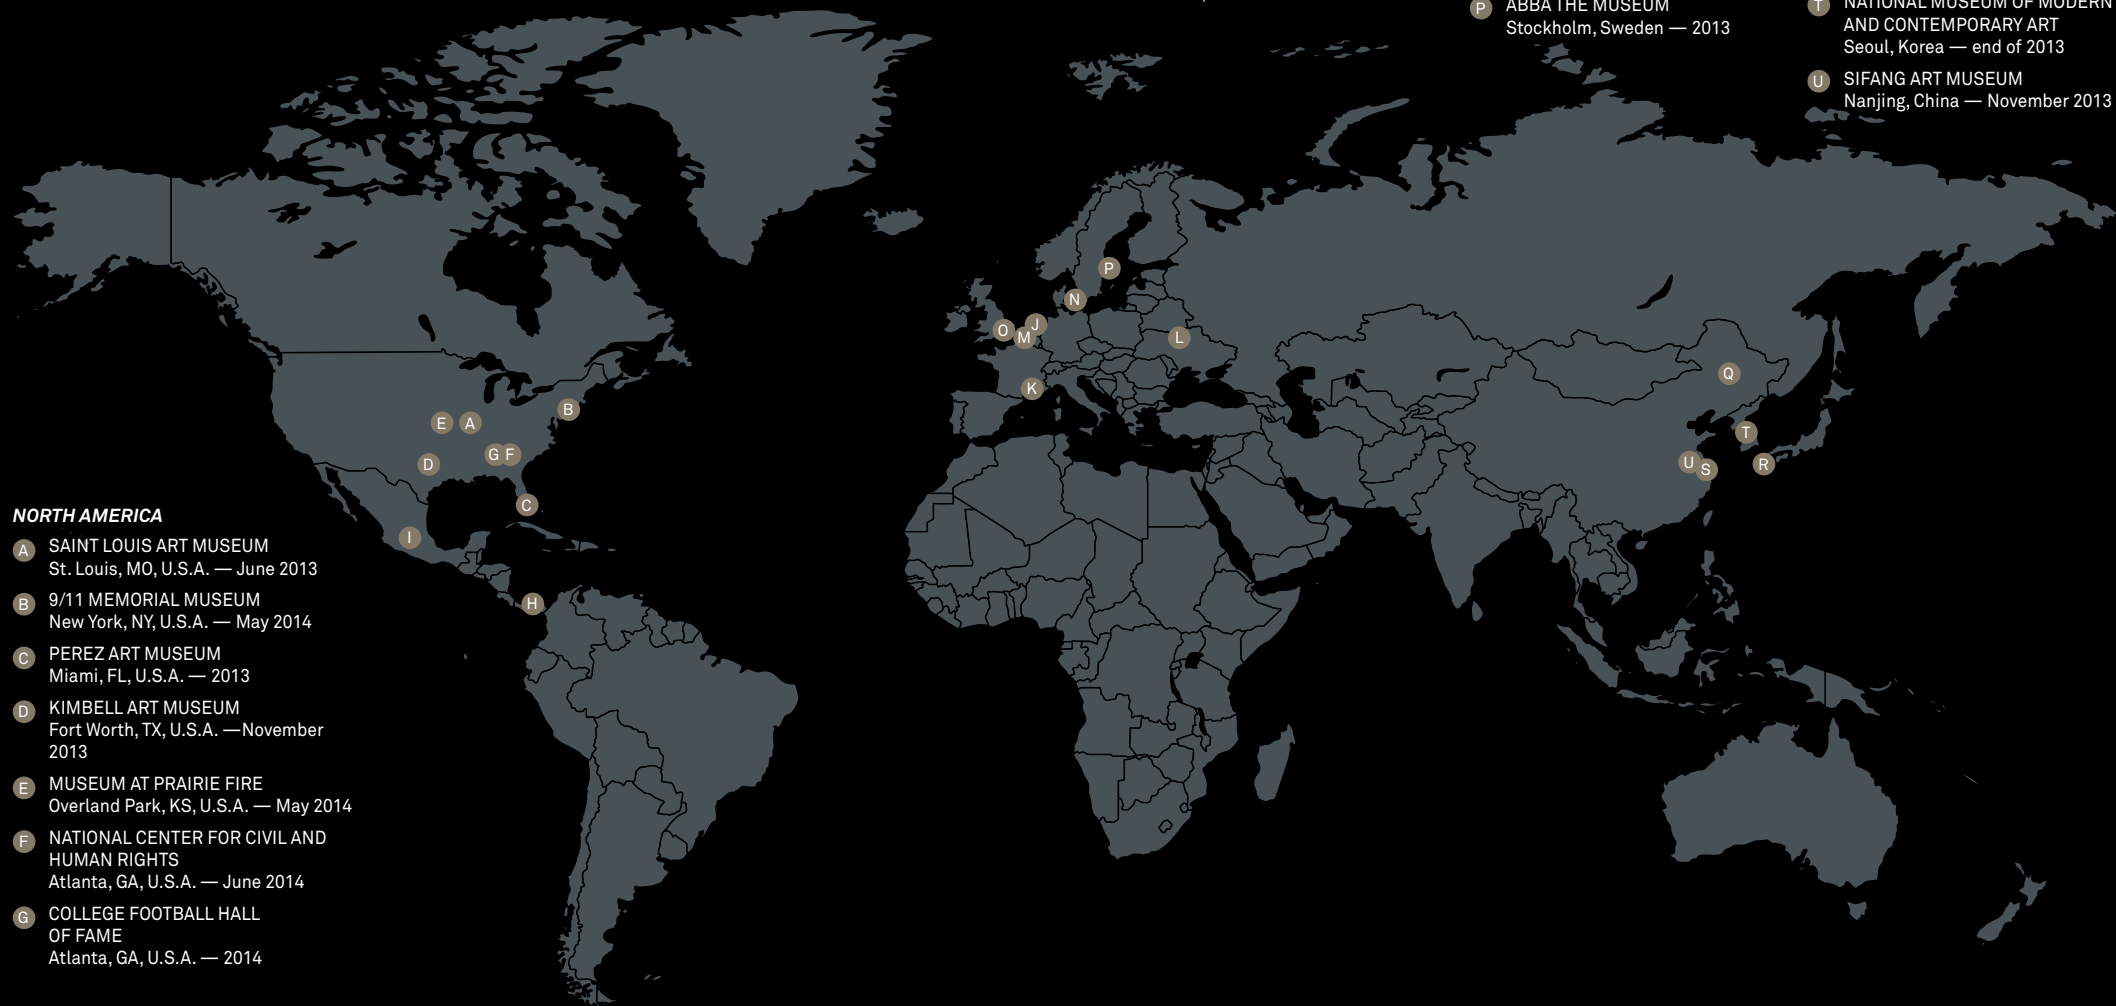 P ABBA THE MUSEUM
Stockholm, Sweden — 2013
T NATIONAL MUSEUM OF MODERN
AND CONTEMPORARY ART
Seoul, Korea — end of 2013
U SIFANG ART MUSEUM
Nanjing, China — November 2013
P
N
O
M
J
L
K
Q
T
U
S
R
E
A
B
G
F
D
C
I
H
NORTH AMERICA
A SAINT LOUIS ART MUSEUM
St. Louis, MO, U.S.A. — June 2013
B 9/11 MEMORIAL MUSEUM
New York, NY, U.S.A. — May 2014
C PEREZ ART MUSEUM
Miami, FL, U.S.A. — 2013
D KIMBELL ART MUSEUM
Fort Worth, TX, U.S.A. —November
2013
E MUSEUM AT PRAIRIE FIRE
Overland Park, KS, U.S.A. — May 2014
F NATIONAL CENTER FOR CIVIL AND
HUMAN RIGHTS
Atlanta, GA, U.S.A. — June 2014
G COLLEGE FOOTBALL HALL
OF FAME
Atlanta, GA, U.S.A. — 2014